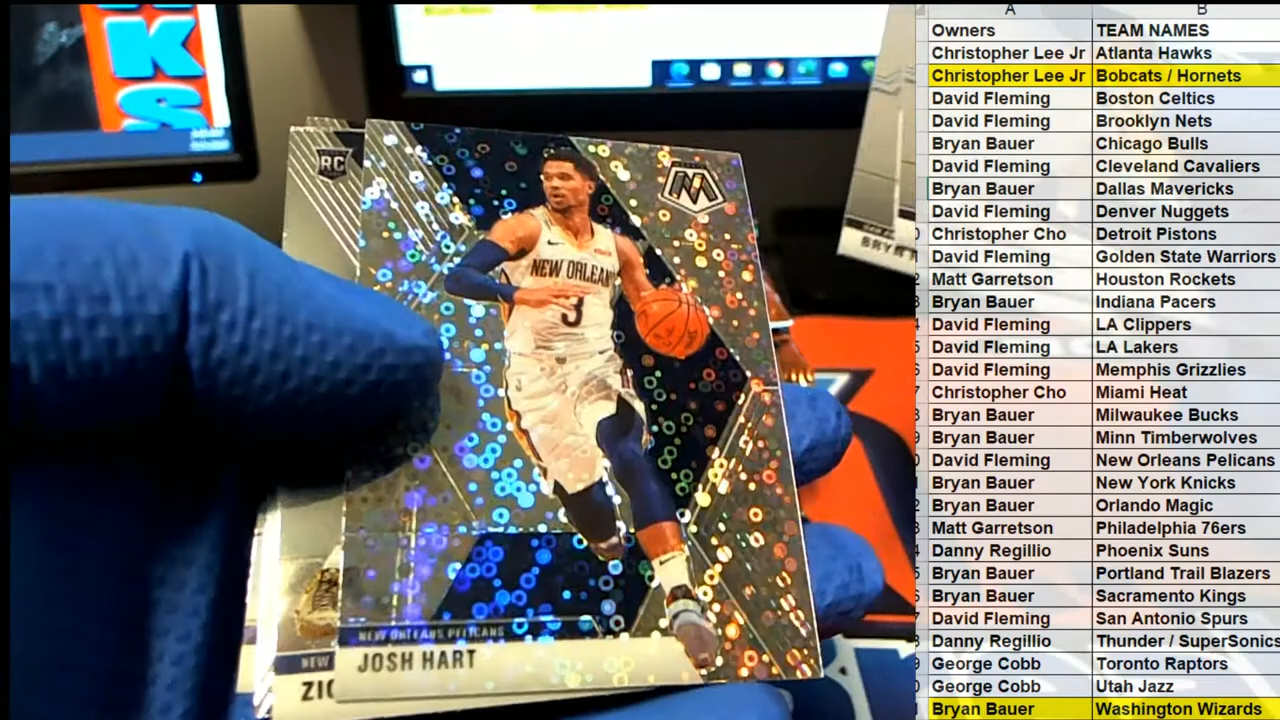 K
S
RC
M
NEW ORLEAN
3
NEW ORLEANS PELICANS
JOSH HART
NEW
ZIO
BRYN
A B
Owners TEAM NAMES
Christopher Lee Jr Atlanta Hawks
Christopher Lee Jr Bobcats / Hornets
David Fleming Boston Celtics
David Fleming Brooklyn Nets
Bryan Bauer Chicago Bulls
David Fleming Cleveland Cavaliers
Bryan Bauer Dallas Mavericks
David Fleming Denver Nuggets
Christopher Cho Detroit Pistons
David Fleming Golden State Warriors
Matt Garretson Houston Rockets
Bryan Bauer Indiana Pacers
David Fleming LA Clippers
David Fleming LA Lakers
David Fleming Memphis Grizzlies
Christopher Cho Miami Heat
Bryan Bauer Milwaukee Bucks
Bryan Bauer Minn Timberwolves
David Fleming New Orleans Pelicans
Bryan Bauer New York Knicks
Bryan Bauer Orlando Magic
Matt Garretson Philadelphia 76ers
Danny Regillio Phoenix Suns
Bryan Bauer Portland Trail Blazers
Bryan Bauer Sacramento Kings
David Fleming San Antonio Spurs
Danny Regillio Thunder / SuperSonics
George Cobb Toronto Raptors
George Cobb Utah Jazz
Bryan Bauer Washington Wizards